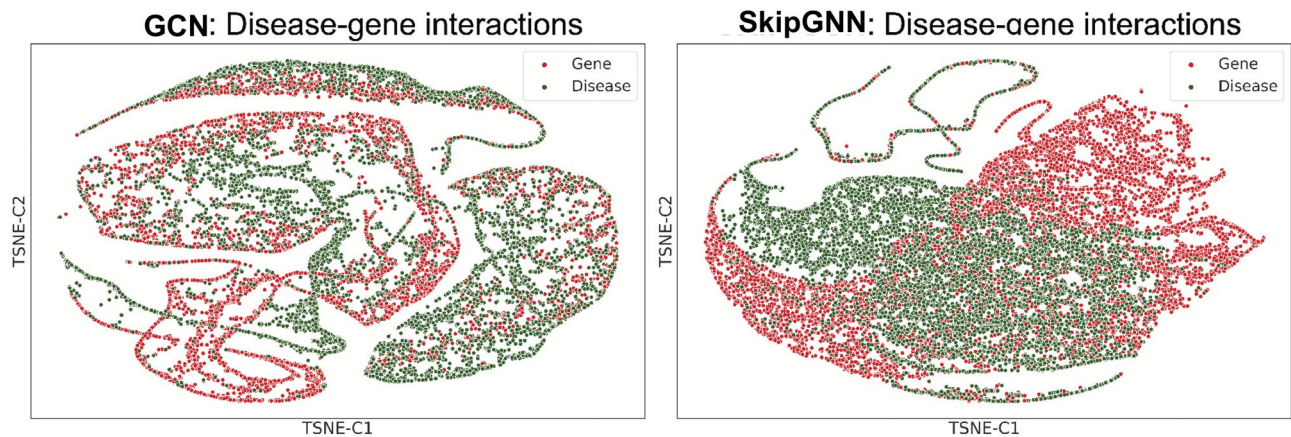 GCN: Disease-gene interactions
Gene
Disease
TSNE-C2
TSNE-C1
SkipGNN: Disease-gene interactions
Gene
Disease
TSNE-C2
TSNE-C1